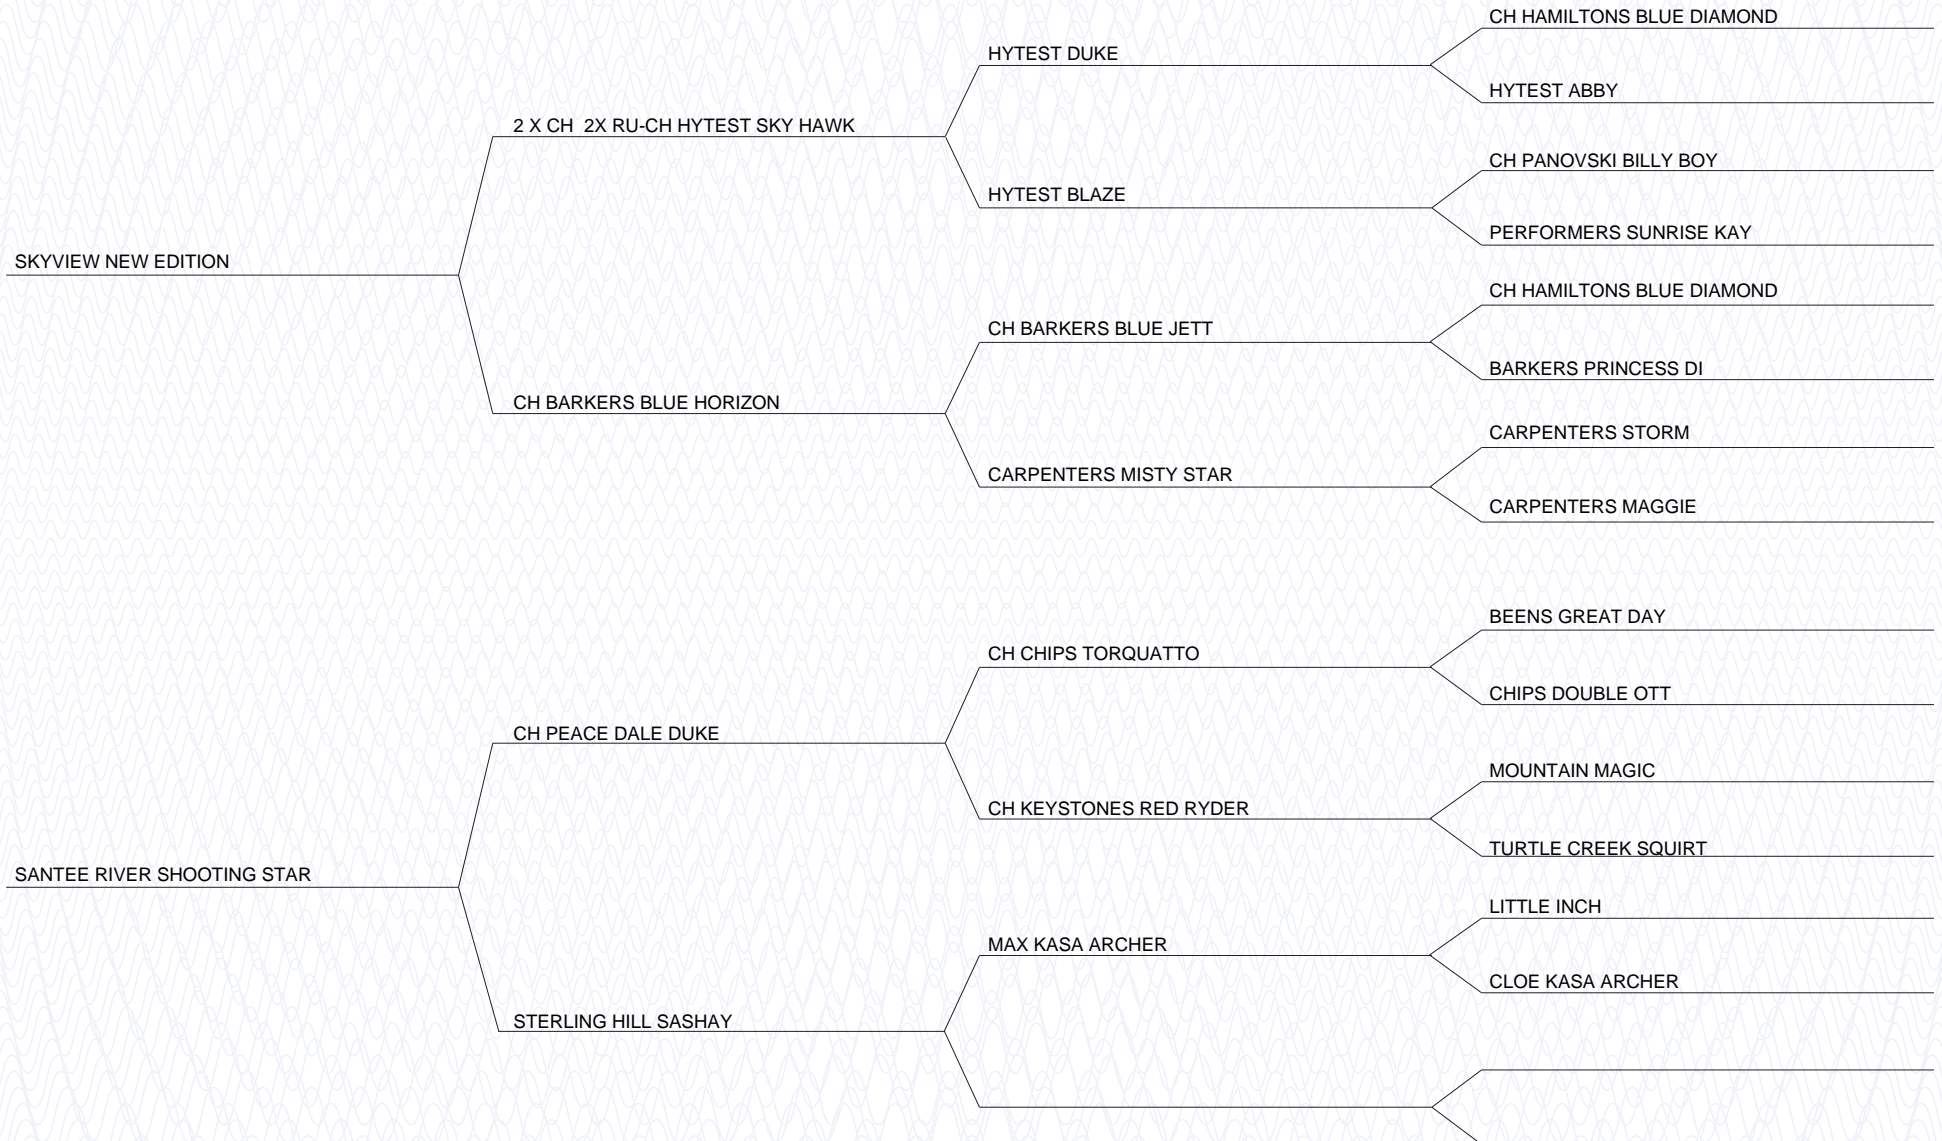 CH HAMILTONS BLUE DIAMOND
HYTEST DUKE
HYTEST ABBY
2 X CH  2X RU-CH HYTEST SKY HAWK
CH PANOVSKI BILLY BOY
HYTEST BLAZE
PERFORMERS SUNRISE KAY
SKYVIEW NEW EDITION
CH HAMILTONS BLUE DIAMOND
CH BARKERS BLUE JETT
BARKERS PRINCESS DI
CH BARKERS BLUE HORIZON
CARPENTERS STORM
CARPENTERS MISTY STAR
CARPENTERS MAGGIE
BEENS GREAT DAY
CH CHIPS TORQUATTO
CHIPS DOUBLE OTT
CH PEACE DALE DUKE
MOUNTAIN MAGIC
CH KEYSTONES RED RYDER
TURTLE CREEK SQUIRT
SANTEE RIVER SHOOTING STAR
LITTLE INCH
MAX KASA ARCHER
CLOE KASA ARCHER
STERLING HILL SASHAY